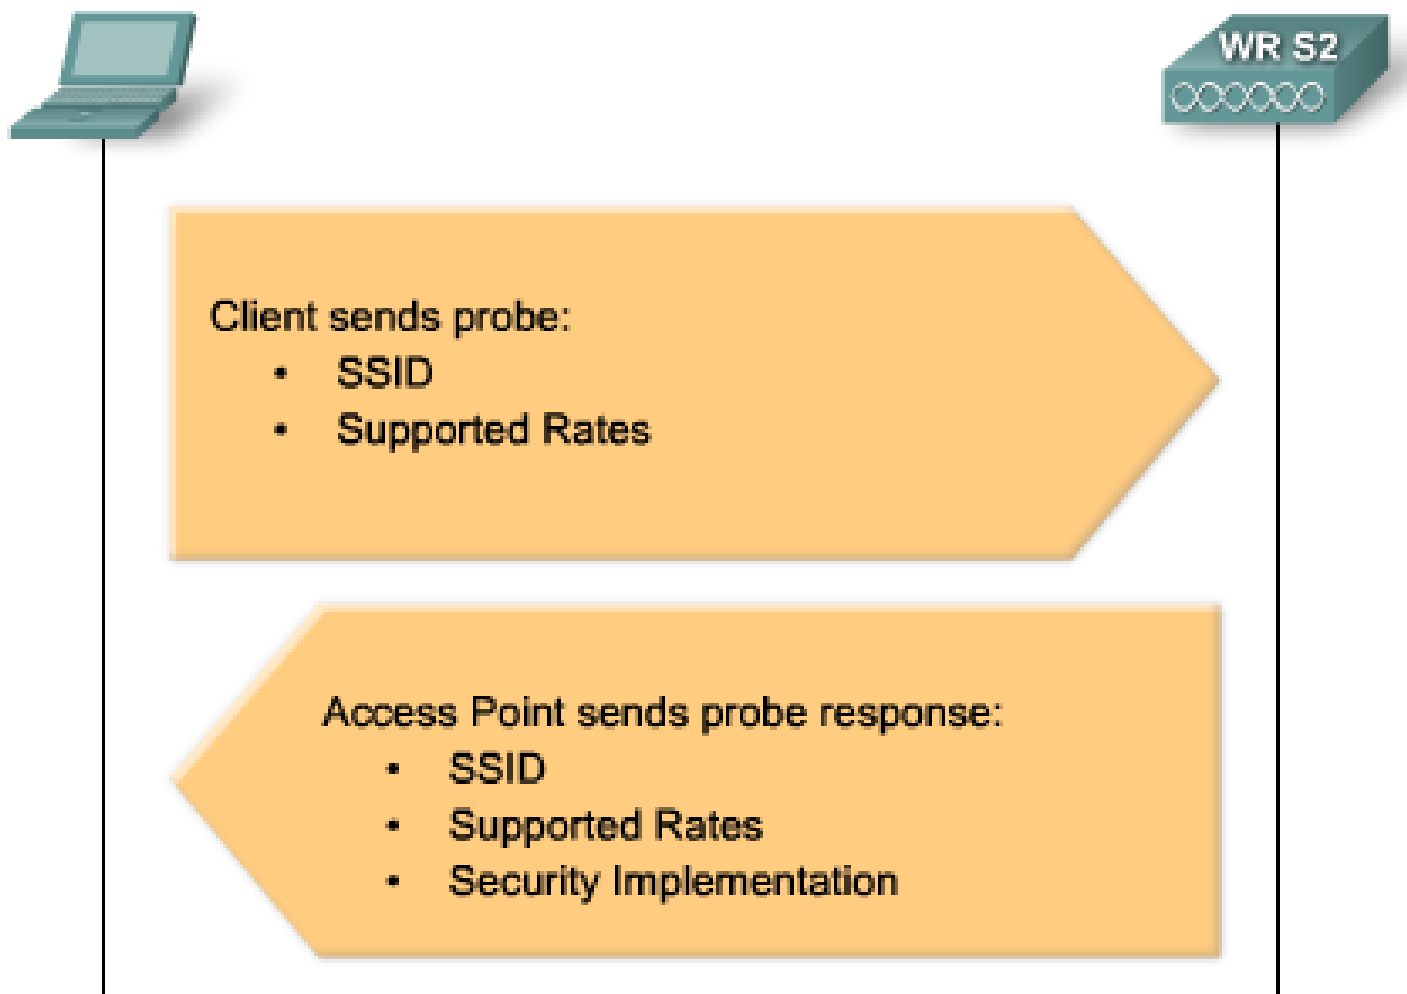 WR S2
Client sends probe:
• SSID
• Supported Rates
Access Point sends probe response:
• SSID
• Supported Rates
• Security Implementation